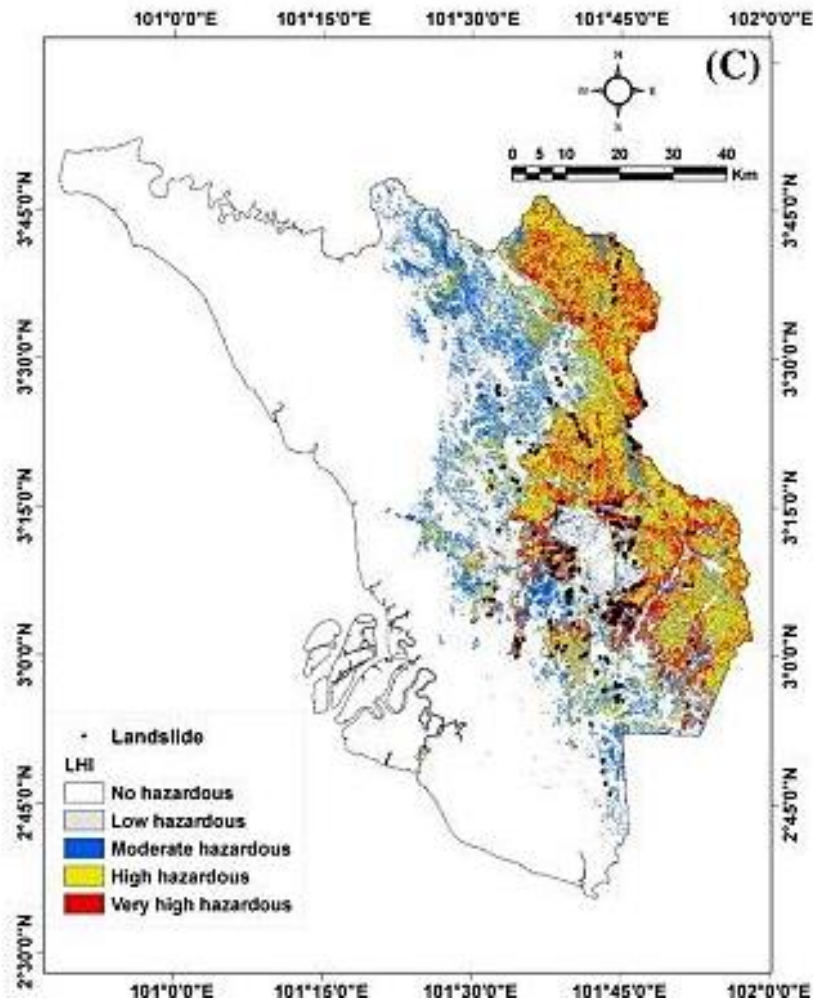 101°0'0"E 101°15'0"E 101°30'0"E 101°45'0"E 102°0'0"E
(C)
N
W E
S
0 5 10 20 30 40
Km
3°45'0"N 3°45'0"N
3°30'0"N 3°30'0"N
3°15'0"N 3°15'0"N
3°0'0"N 3°0'0"N
2°45'0"N 2°45'0"N
2°30'0"N
Landslide
LHI
No hazardous
Low hazardous
Moderate hazardous
High hazardous
Very high hazardous
101°0'0"E 101°15'0"E 101°30'0"E 101°45'0"E 102°0'0"E